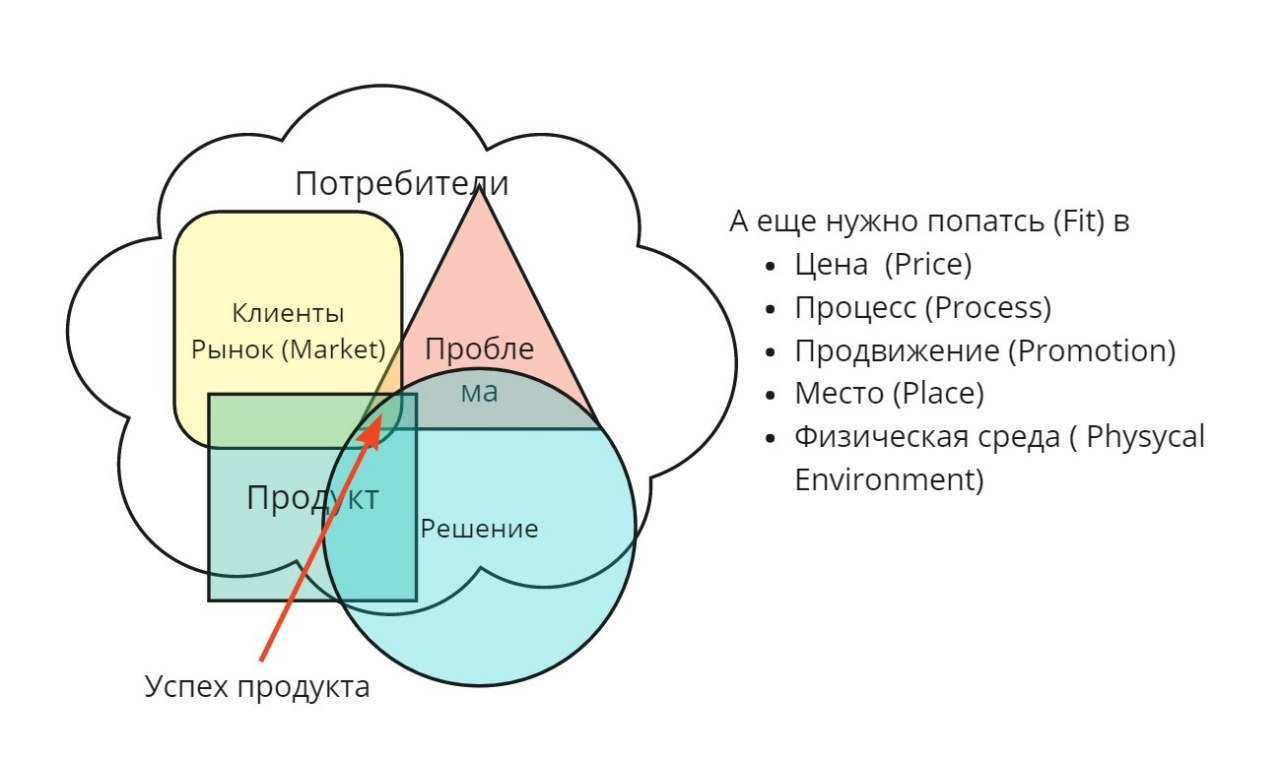 Потребители
Клиенты
Рынок (Market)
Пробле
ма
Продукт
Решение
Успех продукта
А еще нужно попатсь (Fit) в
• Цена (Price)
• Процесс (Process)
• Продвижение (Promotion)
• Место (Place)
• Физическая среда ( Physycal
Environment)